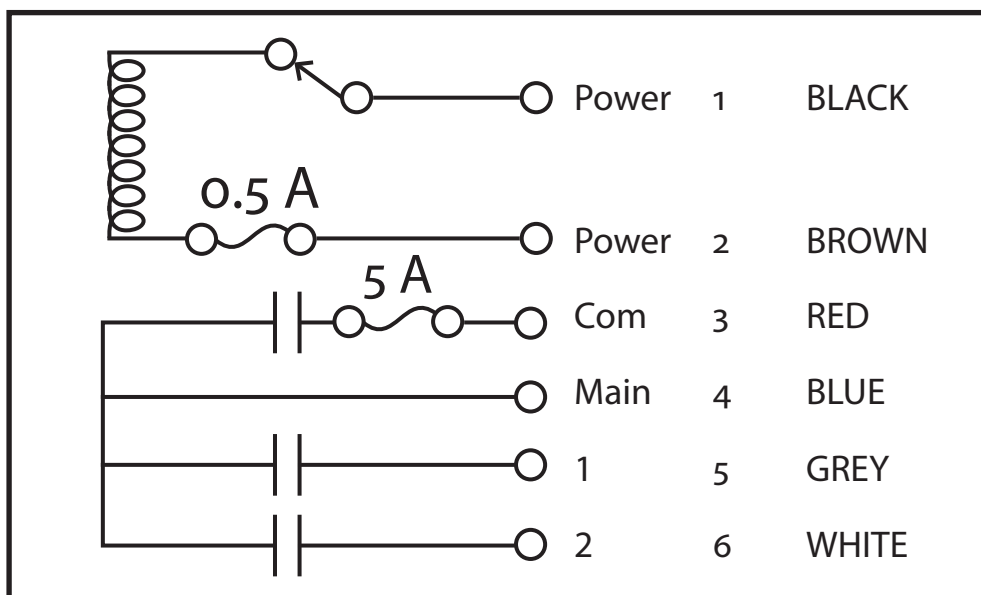 Power 1 BLACK
0.5 A
Power 2 BROWN
5 A
Com 3 RED
Main 4 BLUE
1 5 GREY
2 6 WHITE